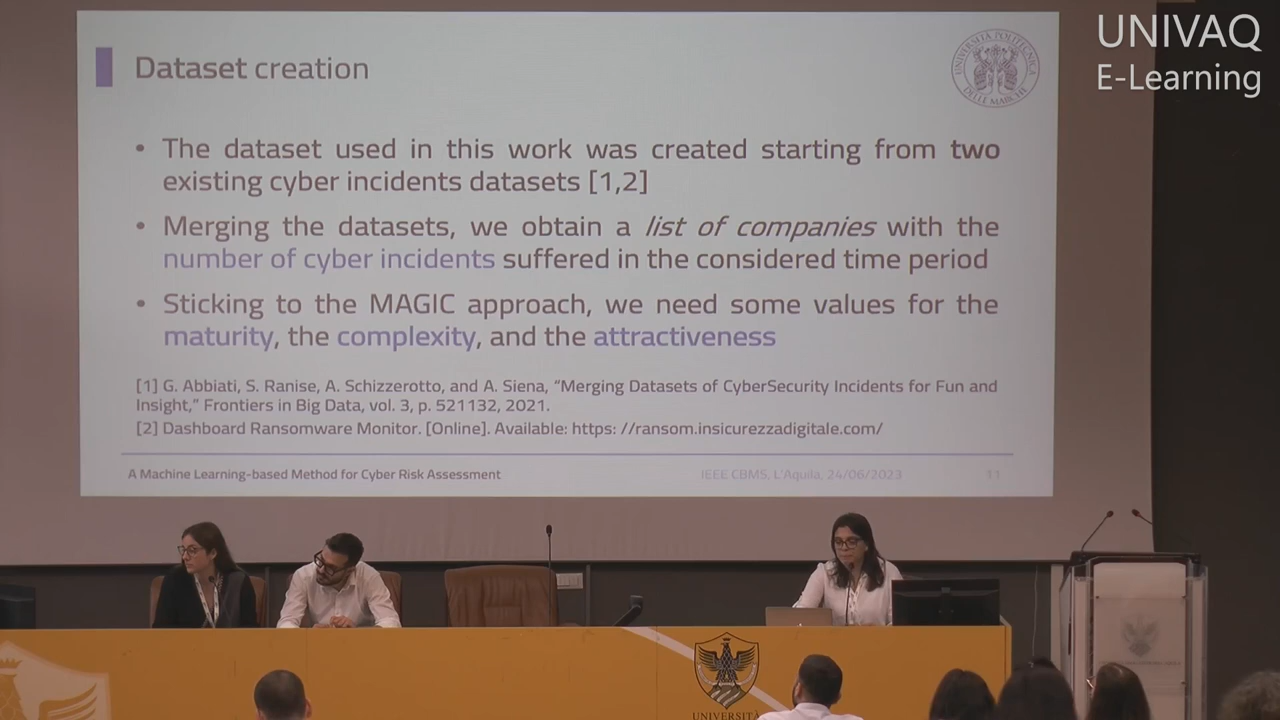 UNIVAQ
E-Learning
Dataset creation
UNIVERSITÀ POLITECNICA
DELLE MARCHE
• The dataset used in this work was created starting from two
existing cyber incidents datasets [1,2]
• Merging the datasets, we obtain a list of companies with the
number of cyber incidents suffered in the considered time period
• Sticking to the MAGIC approach, we need some values for the
maturity, the complexity, and the attractiveness
[1] G. Abbiati, S. Ranise, A. Schizzerotto, and A. Siena, “Merging Datasets of CyberSecurity Incidents for Fun and
Insight,” Frontiers in Big Data, vol. 3, p. 521132, 2021.
[2] Dashboard Ransomware Monitor. [Online]. Available: https: //ransom.insicurezzadigitale.com/
A Machine Learning-based Method for Cyber Risk Assessment
IEEE CBMS, L'Aquila, 24/06/2023
11
UNIVERSITÀ